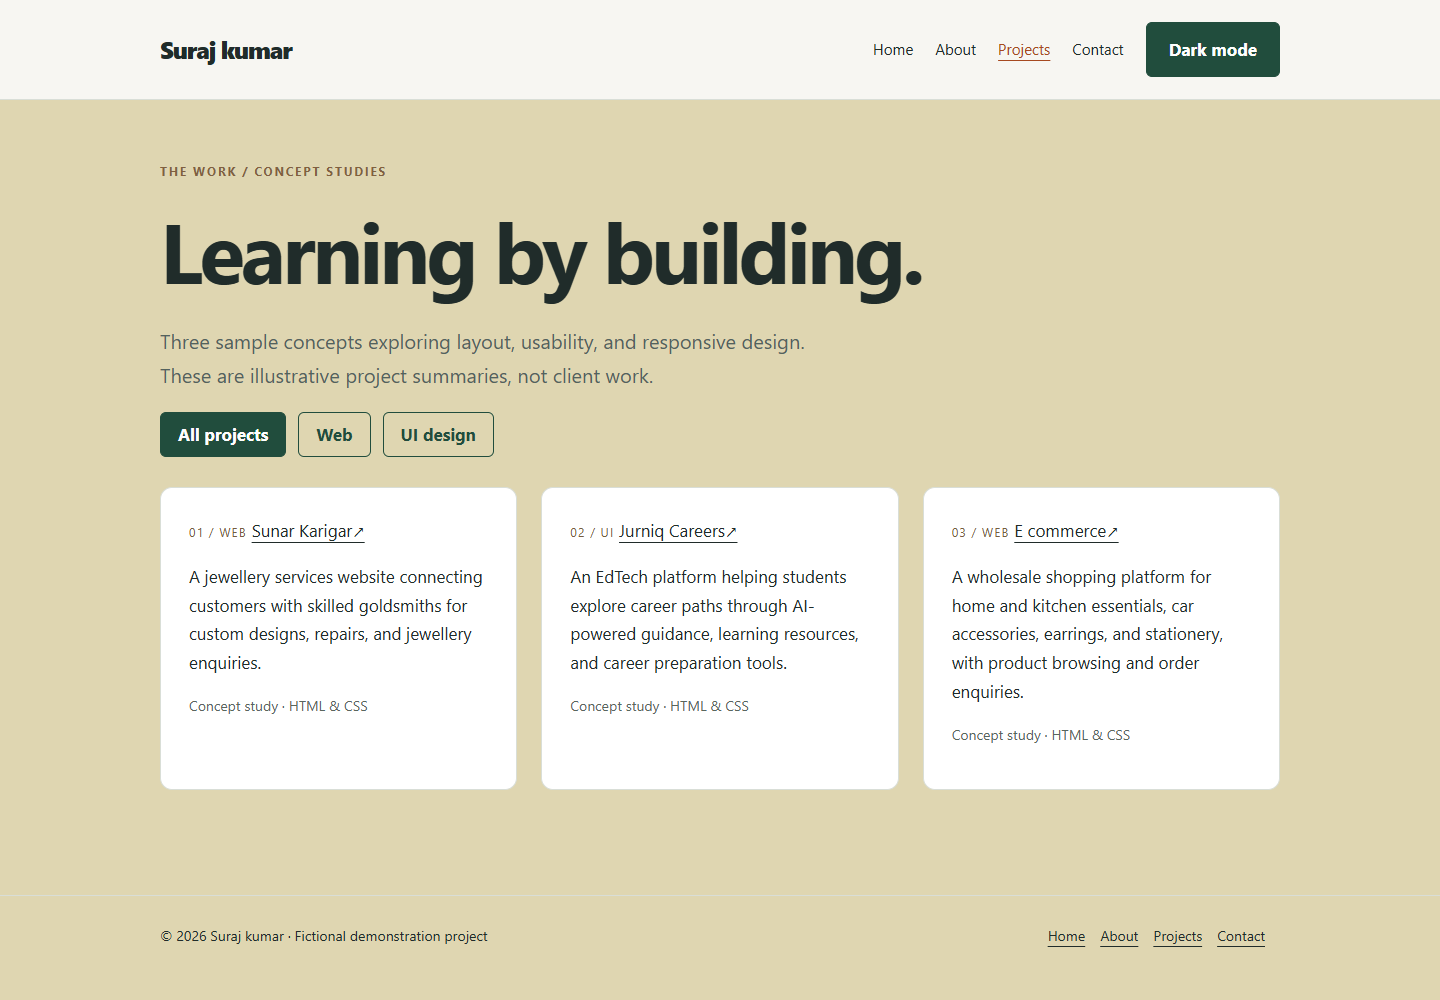 Suraj kumar
Home About Projects Contact Dark mode
THE WORK / CONCEPT STUDIES
Learning by building.
Three sample concepts exploring layout, usability, and responsive design.
These are illustrative project summaries, not client work.
All projects Web UI design
01 / WEB Sunar Karigar↗
A jewellery services website connecting
customers with skilled goldsmiths for
custom designs, repairs, and jewellery
enquiries.
Concept study · HTML & CSS
02 / UI Jurniq Careers↗
An EdTech platform helping students
explore career paths through AI-
powered guidance, learning resources,
and career preparation tools.
Concept study · HTML & CSS
03 / WEB E commerce↗
A wholesale shopping platform for
home and kitchen essentials, car
accessories, earrings, and stationery,
with product browsing and order
enquiries.
Concept study · HTML & CSS
© 2026 Suraj kumar · Fictional demonstration project
Home About Projects Contact